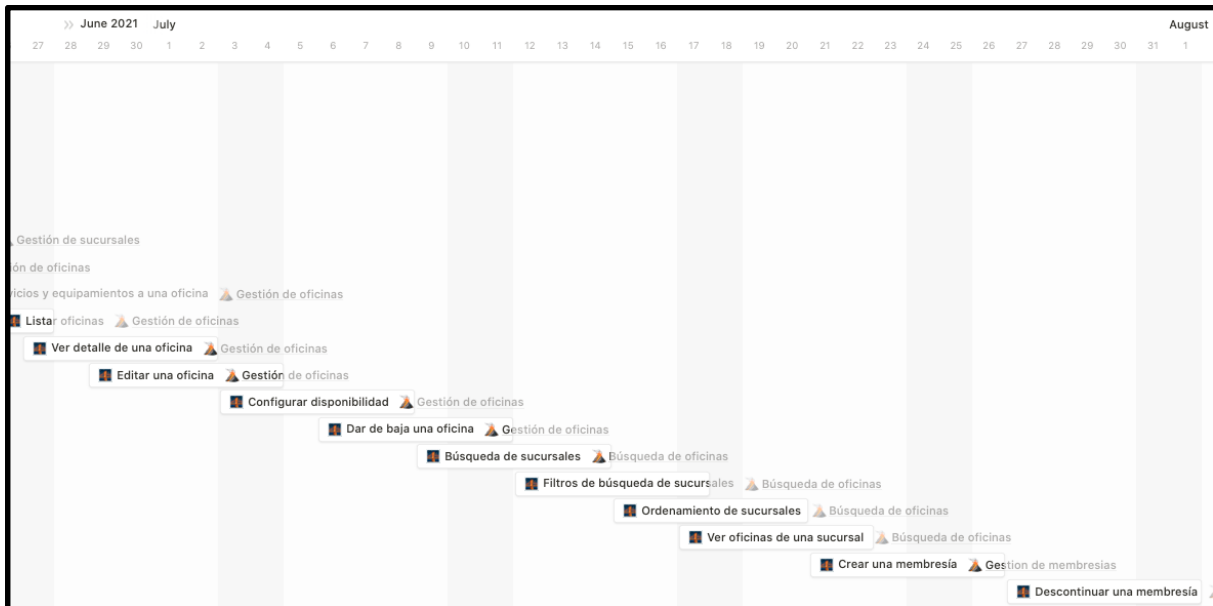 » June 2021 July August
27 28 29 30 1 2 3 4 5 6 7 8 9 10 11 12 13 14 15 16 17 18 19 20 21 22 23 24 25 26 27 28 29 30 31 1
Gestión de sucursales
ión de oficinas
vicios y equipamientos a una oficina Gestión de oficinas
Listar oficinas Gestión de oficinas
Ver detalle de una oficina Gestión de oficinas
Editar una oficina Gestión de oficinas
Configurar disponibilidad Gestión de oficinas
Dar de baja una oficina Gestión de oficinas
Búsqueda de sucursales Búsqueda de oficinas
Filtros de búsqueda de sucursales Búsqueda de oficinas
Ordenamiento de sucursales Búsqueda de oficinas
Ver oficinas de una sucursal Búsqueda de oficinas
Crear una membresía Gestion de membresias
Descontinuar una membresía